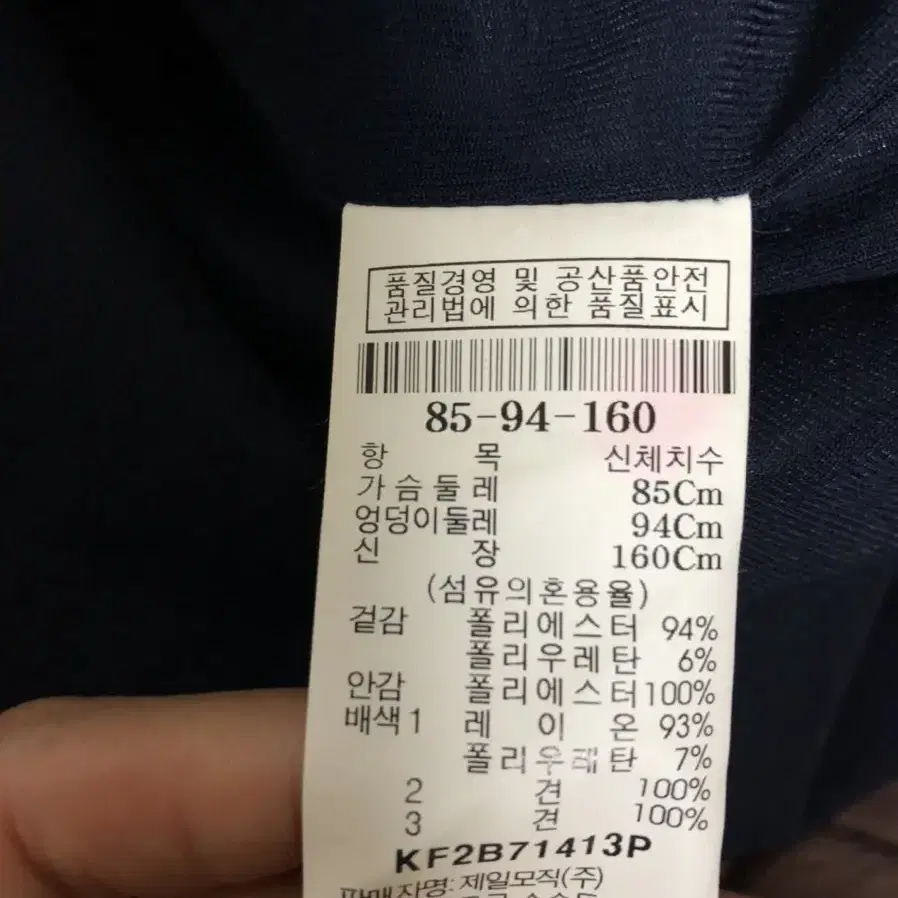 품질경영 및 공산품안전
관리법에 의한 품질표시
85-94-160
항 목 신체치수
가슴둘레 85Cm
엉덩이둘레 94Cm
신 장 160Cm
(섬유의혼용율)
겉감 폴리에스터 94%
폴리우레탄 6%
안감 폴리에스터 100%
배색1 레 이 온 93%
폴리우레탄 7%
2 견 100%
3 견 100%
KF2B71413P
판매자명: 제일모직(주)